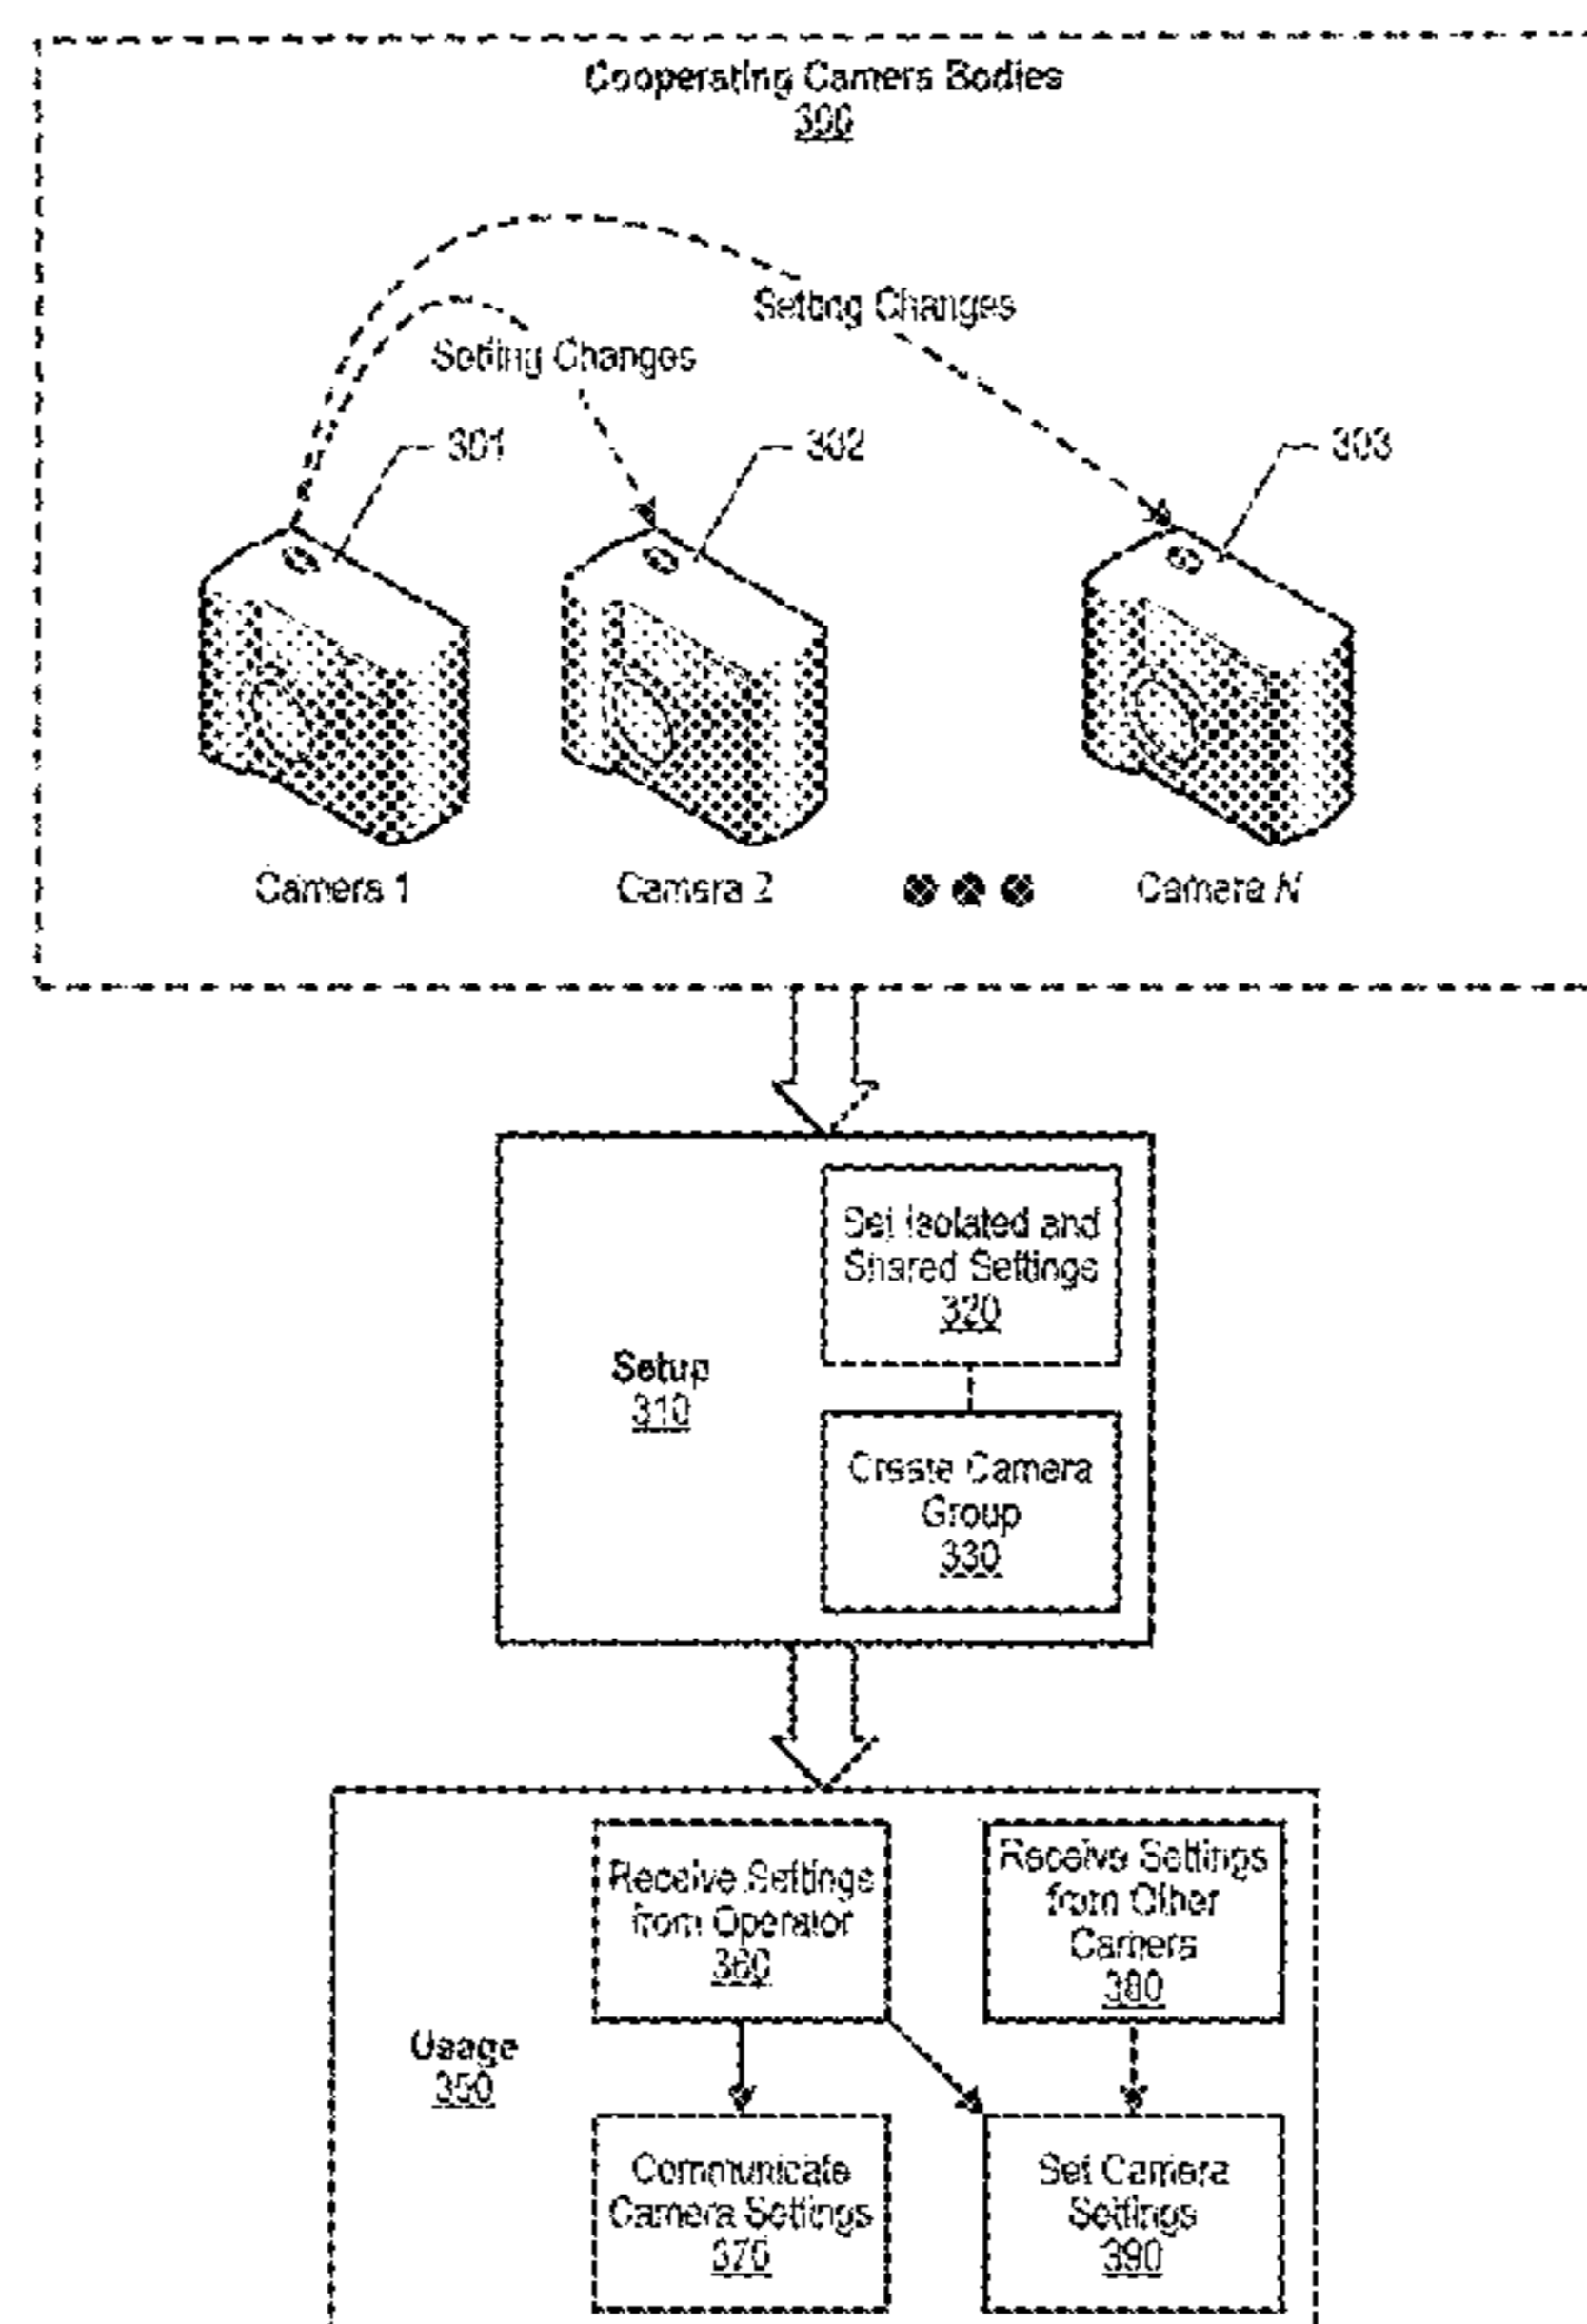 Cooperating Camera Bodies
300
Setting Changes
Setting Changes
301
302
303
Camera 1
Camera 2
Camera N
Set Isolated and
Shared Settings
320
Setup
310
Create Camera
Group
330
Receive Settings
from Operator
360
Receive Settings
from Other
Camera
380
Usage
350
Communicate
Camera Settings
370
Set Camera
Settings
390